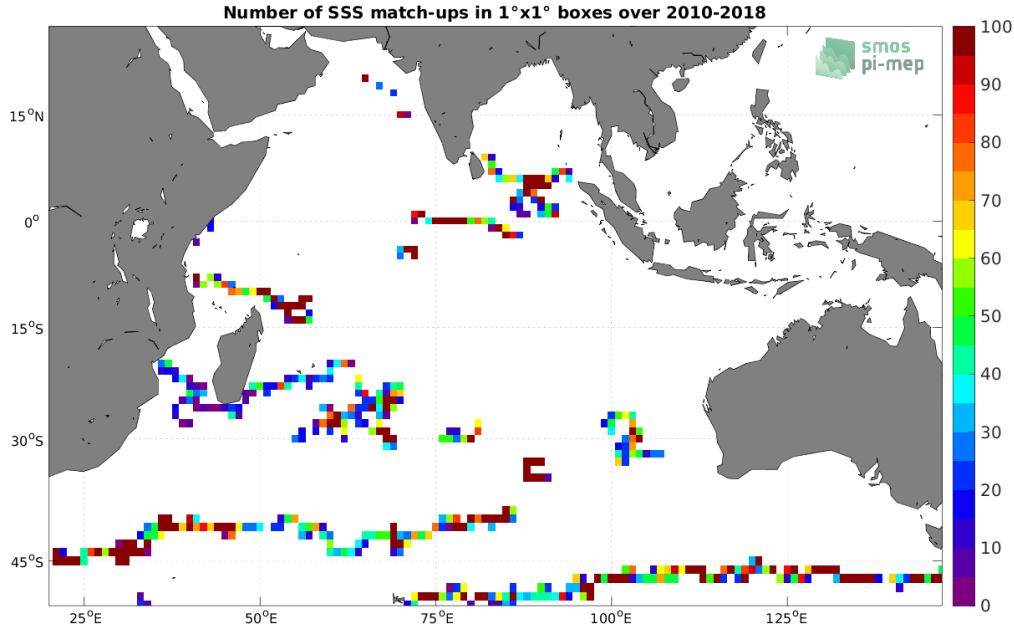 Number of SSS match-ups in 1°x1° boxes over 2010-2018
smos
pi-mep
15°N
0°
15°S
30°S
45°S
25°E
50°E
75°E
100°E
125°E
100
90
80
70
60
50
40
30
20
10
0